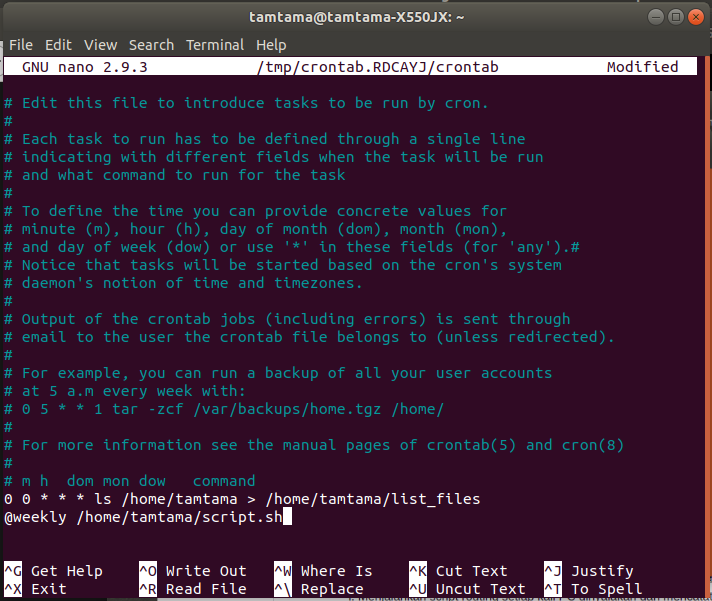 tamtama@tamtama-X550JX: ~
File Edit View Search Terminal Help
GNU nano 2.9.3 /tmp/crontab.RDCAYJ/crontab Modified
# Edit this file to introduce tasks to be run by cron.
#
# Each task to run has to be defined through a single line
# indicating with different fields when the task will be run
# and what command to run for the task
#
# To define the time you can provide concrete values for
# minute (m), hour (h), day of month (dom), month (mon),
# and day of week (dow) or use '*' in these fields (for 'any').#
# Notice that tasks will be started based on the cron's system
# daemon's notion of time and timezones.
#
# Output of the crontab jobs (including errors) is sent through
# email to the user the crontab file belongs to (unless redirected).
#
# For example, you can run a backup of all your user accounts
# at 5 a.m every week with:
# 0 5 * * 1 tar -zcf /var/backups/home.tgz /home/
#
# For more information see the manual pages of crontab(5) and cron(8)
#
# m h  dom mon dow   command
0 0 * * * ls /home/tamtama > /home/tamtama/list_files
@weekly /home/tamtama/script.sh
^G Get Help ^O Write Out ^W Where Is ^K Cut Text ^J Justify
^X Exit ^R Read File ^\ Replace ^U Uncut Text ^T To Spell